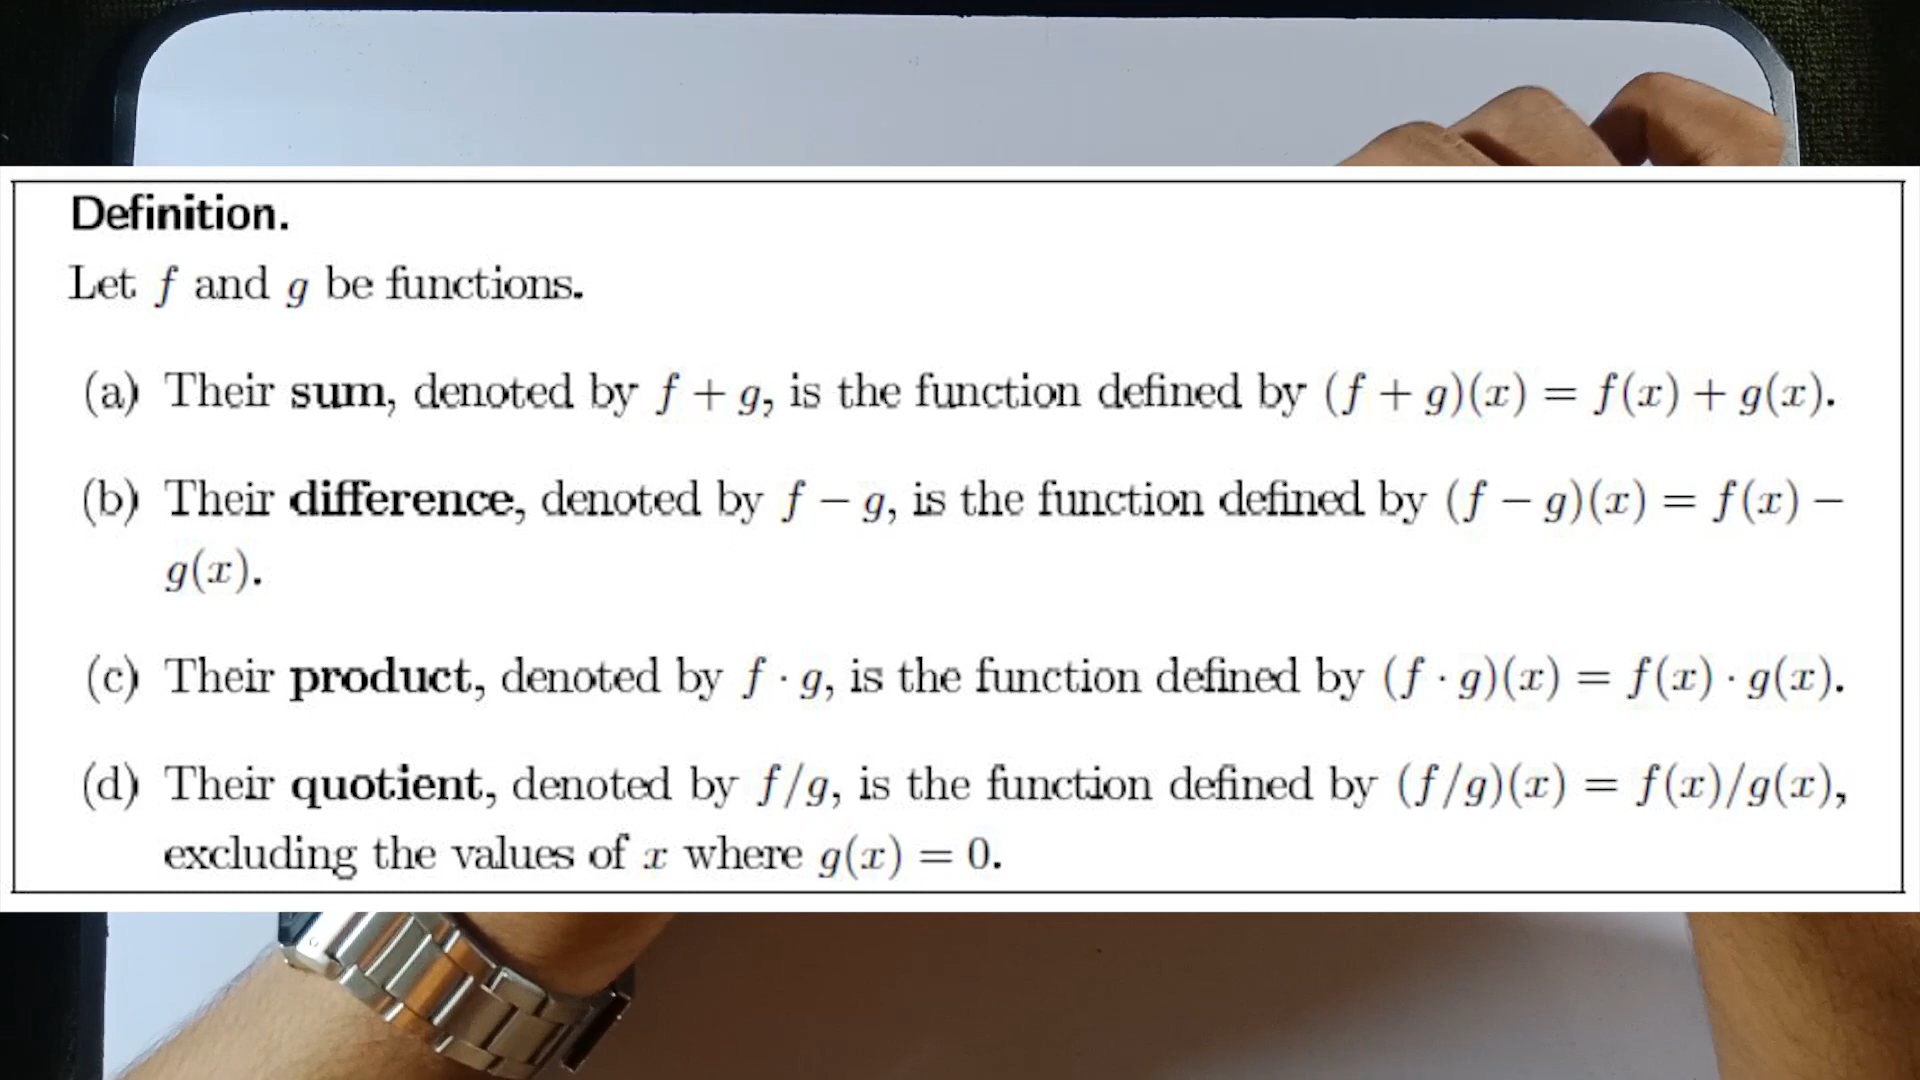 Definition.
Let f and g be functions.
(a) Their sum, denoted by f + g, is the function defined by (f + g)(x) = f(x) + g(x).
(b) Their difference, denoted by f − g, is the function defined by (f − g)(x) = f(x) −
g(x).
(c) Their product, denoted by f · g, is the function defined by (f · g)(x) = f(x) · g(x).
(d) Their quotient, denoted by f/g, is the function defined by (f/g)(x) = f(x)/g(x),
excluding the values of x where g(x) = 0.